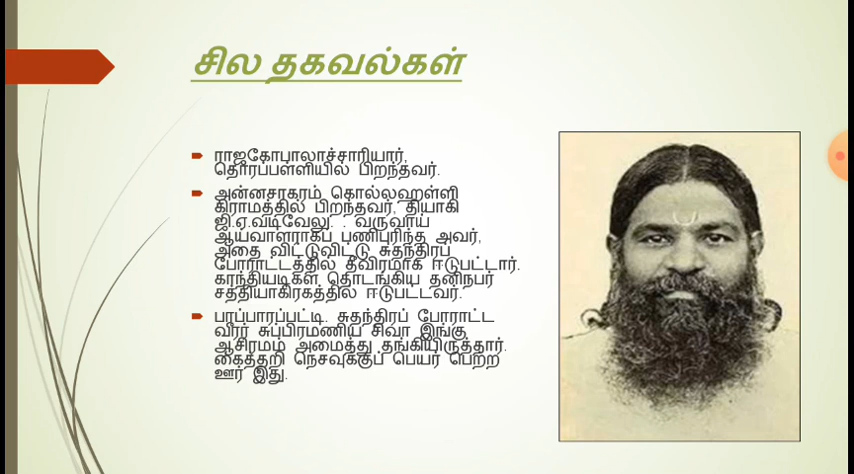 சில தகவல்கள்
ராஜகோபாலாச்சாரியார்,
தொரப்பள்ளியில் பிறந்தவர்.
அன்னசாகரம் கொல்லஹள்ளி
கிராமத்தில் பிறந்தவர், தியாகி
ஜி.ஏ.வடிவேலு. . வருவாய்
ஆய்வாளராகப் பணிபுரிந்த அவர்,
அதை விட்டுவிட்டு சுதந்திரப்
போராட்டத்தில் தீவிரமாக ஈடுபட்டார்.
காந்தியடிகள் தொடங்கிய தனிநபர்
சத்தியாகிரகத்தில் ஈடுபட்டவர்.
பாப்பாரப்பட்டி. சுதந்திரப் போராட்ட
வீரர் சுப்பிரமணிய சிவா இங்கு
ஆசிரமம் அமைத்து தங்கியிருந்தார்.
கைத்தறி நெசவுக்குப் பெயர் பெற்ற
ஊர் இது.